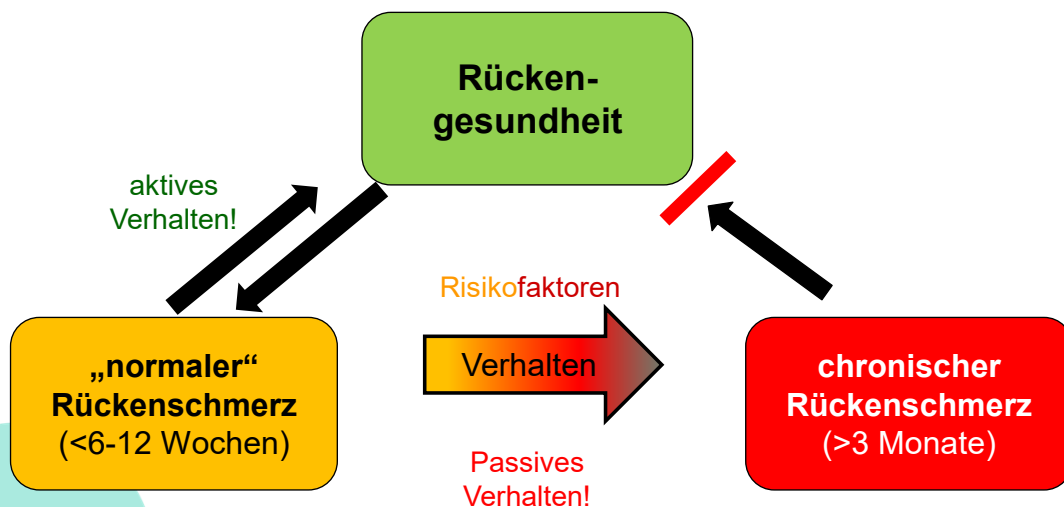 Rücken-
gesundheit
aktives
Verhalten!
Risikofaktoren
Verhalten
„normaler“
Rückenschmerz
(<6-12 Wochen)
chronischer
Rückenschmerz
(>3 Monate)
Passives
Verhalten!